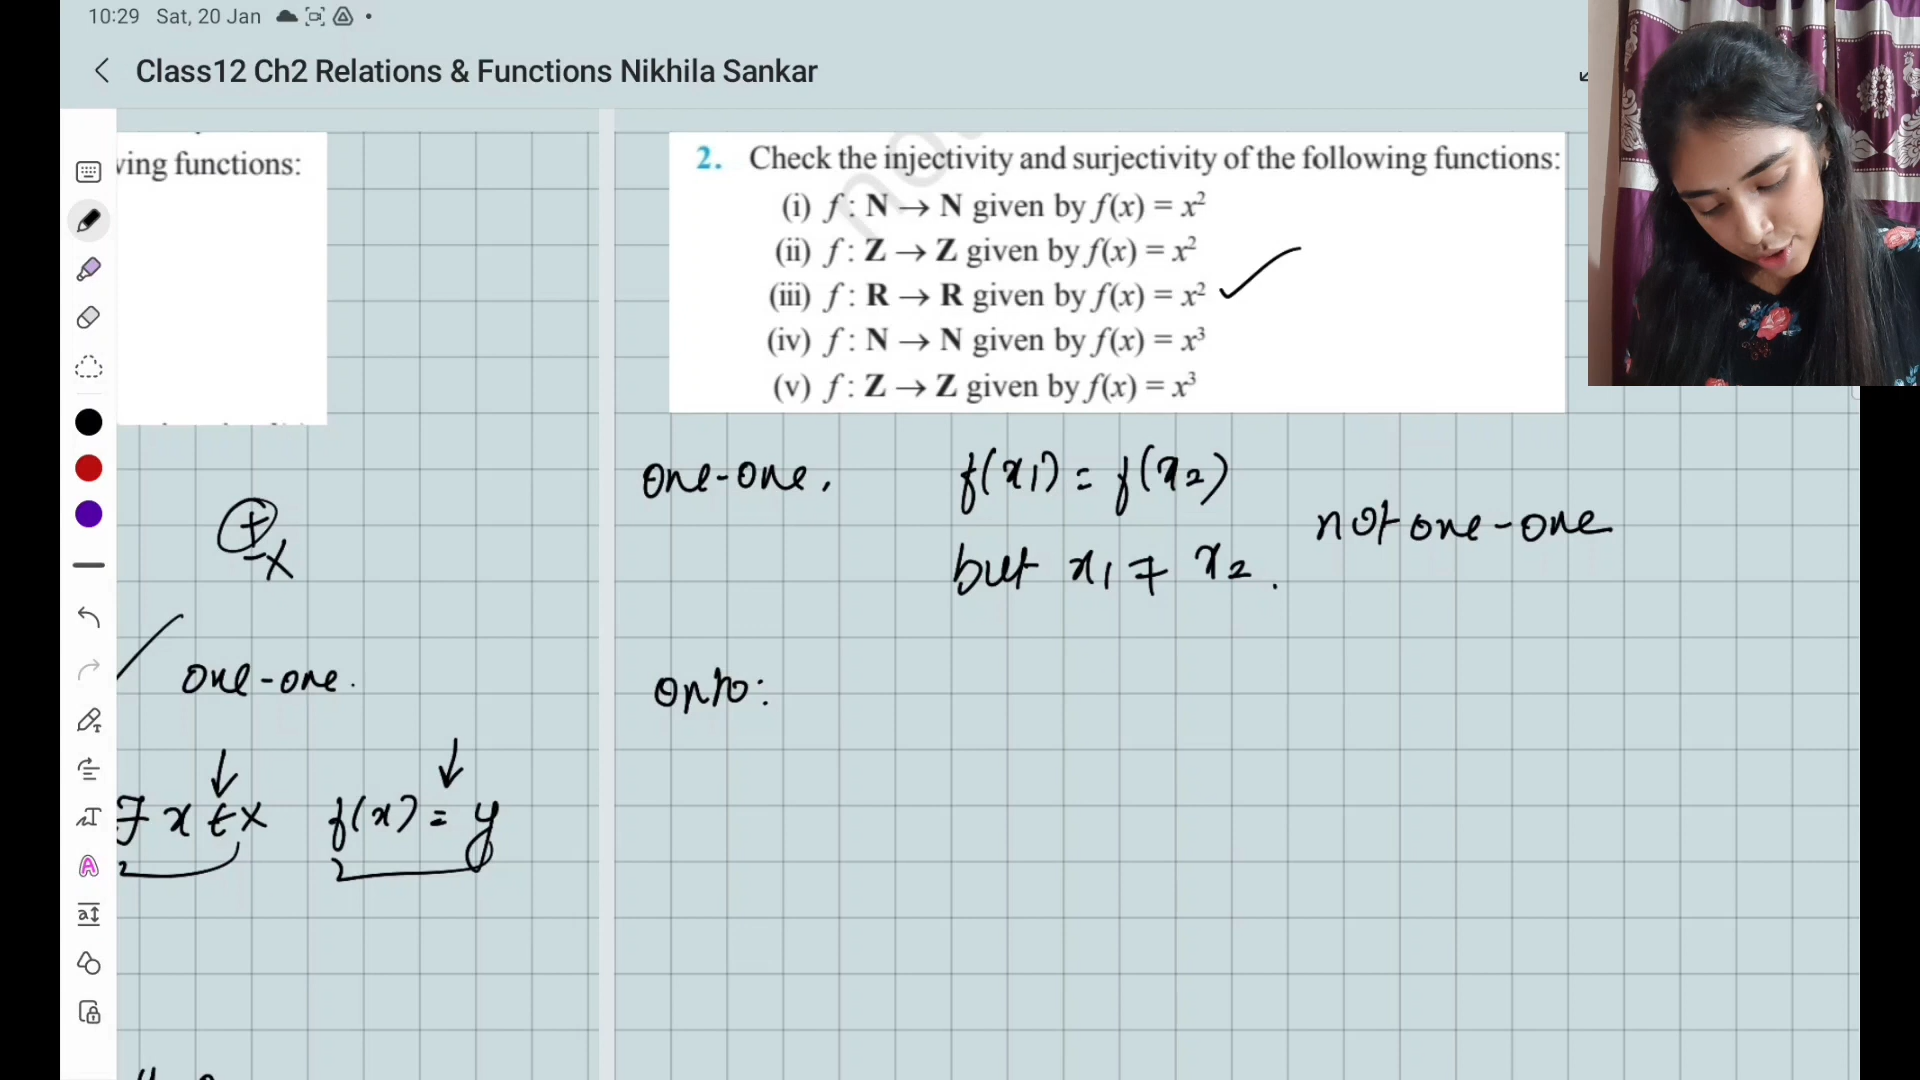 10:29 Sat, 20 Jan
Class12 Ch2 Relations & Functions Nikhila Sankar
ving functions:
2. Check the injectivity and surjectivity of the following functions:
(i) f : N → N given by f(x) = x²
(ii) f : Z → Z given by f(x) = x²
(iii) f : R → R given by f(x) = x²
(iv) f : N → N given by f(x) = x³
(v) f : Z → Z given by f(x) = x³
one-one, f(x1) = f(x2)
not one-one
but x1 ≠ x2.
±x
one-one.
onto:
∃ x ∈ X f(x) = y